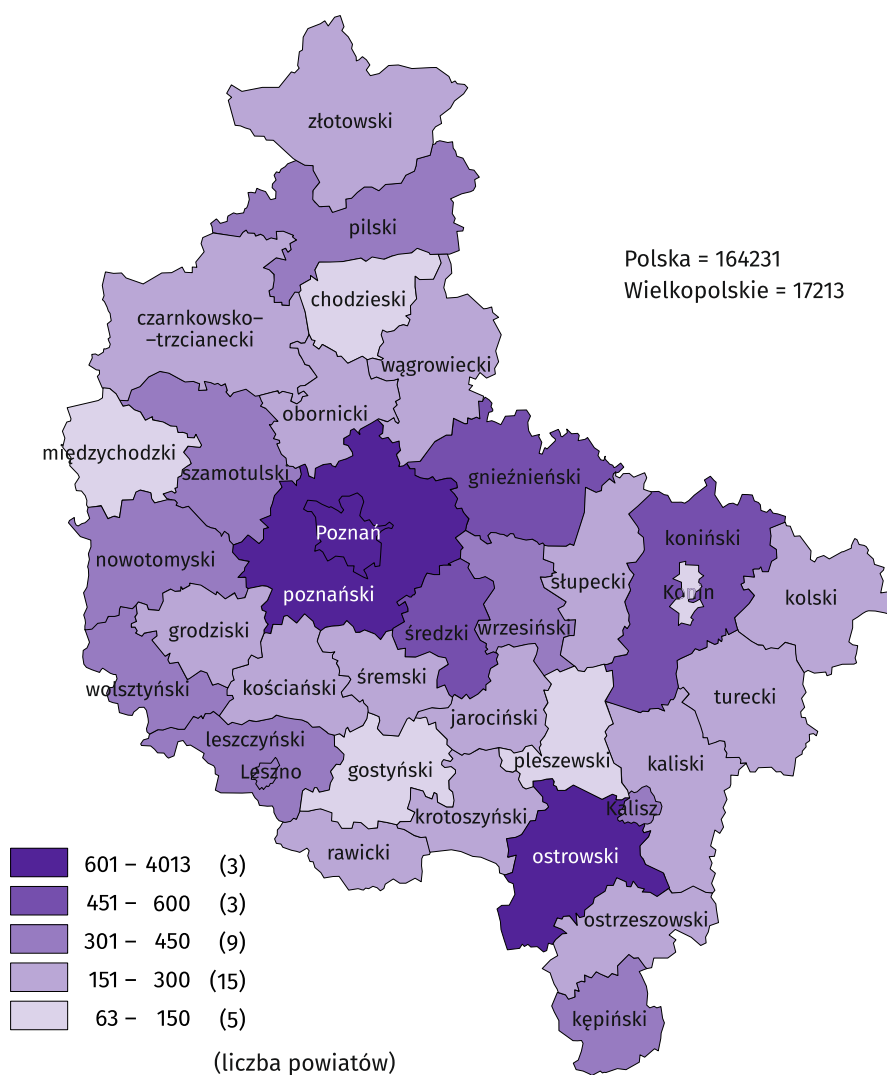 złotowski
pilski
Polska = 164231
Wielkopolskie = 17213
chodzieski
czarnkowsko–
–trzcianecki
wągrowiecki
obornicki
międzychodzki
szamotulski
gnieźnieński
Poznań
koniński
nowotomyski
słupecki
Konin
poznański
kolski
grodziski
średzki
wrzesiński
wolsztyński
kościański
śremski
turecki
jarociński
leszczyński
pleszewski
kaliski
Leszno
gostyński
Kalisz
krotoszyński
rawicki
ostrowski
601 – 4013 (3)
451 – 600 (3)
ostrzeszowski
301 – 450 (9)
151 – 300 (15)
63 – 150 (5)
kępiński
(liczba powiatów)